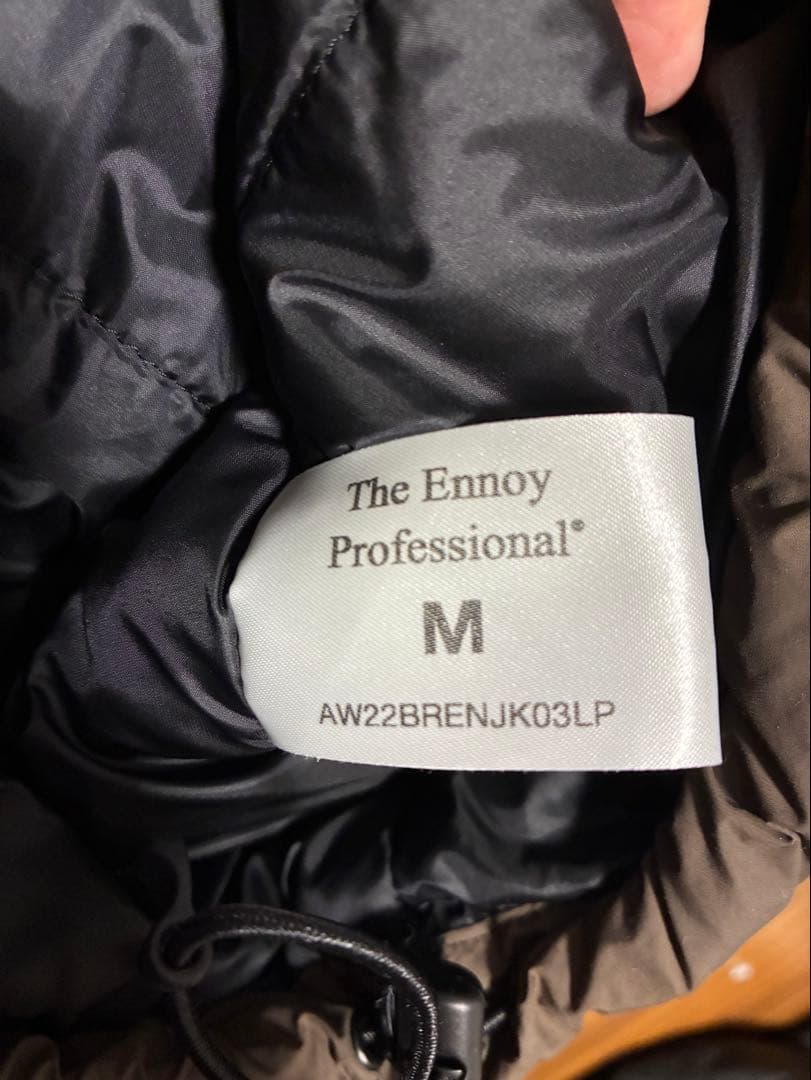 The Ennoy
Professional®
M
AW22BRENJK03LP